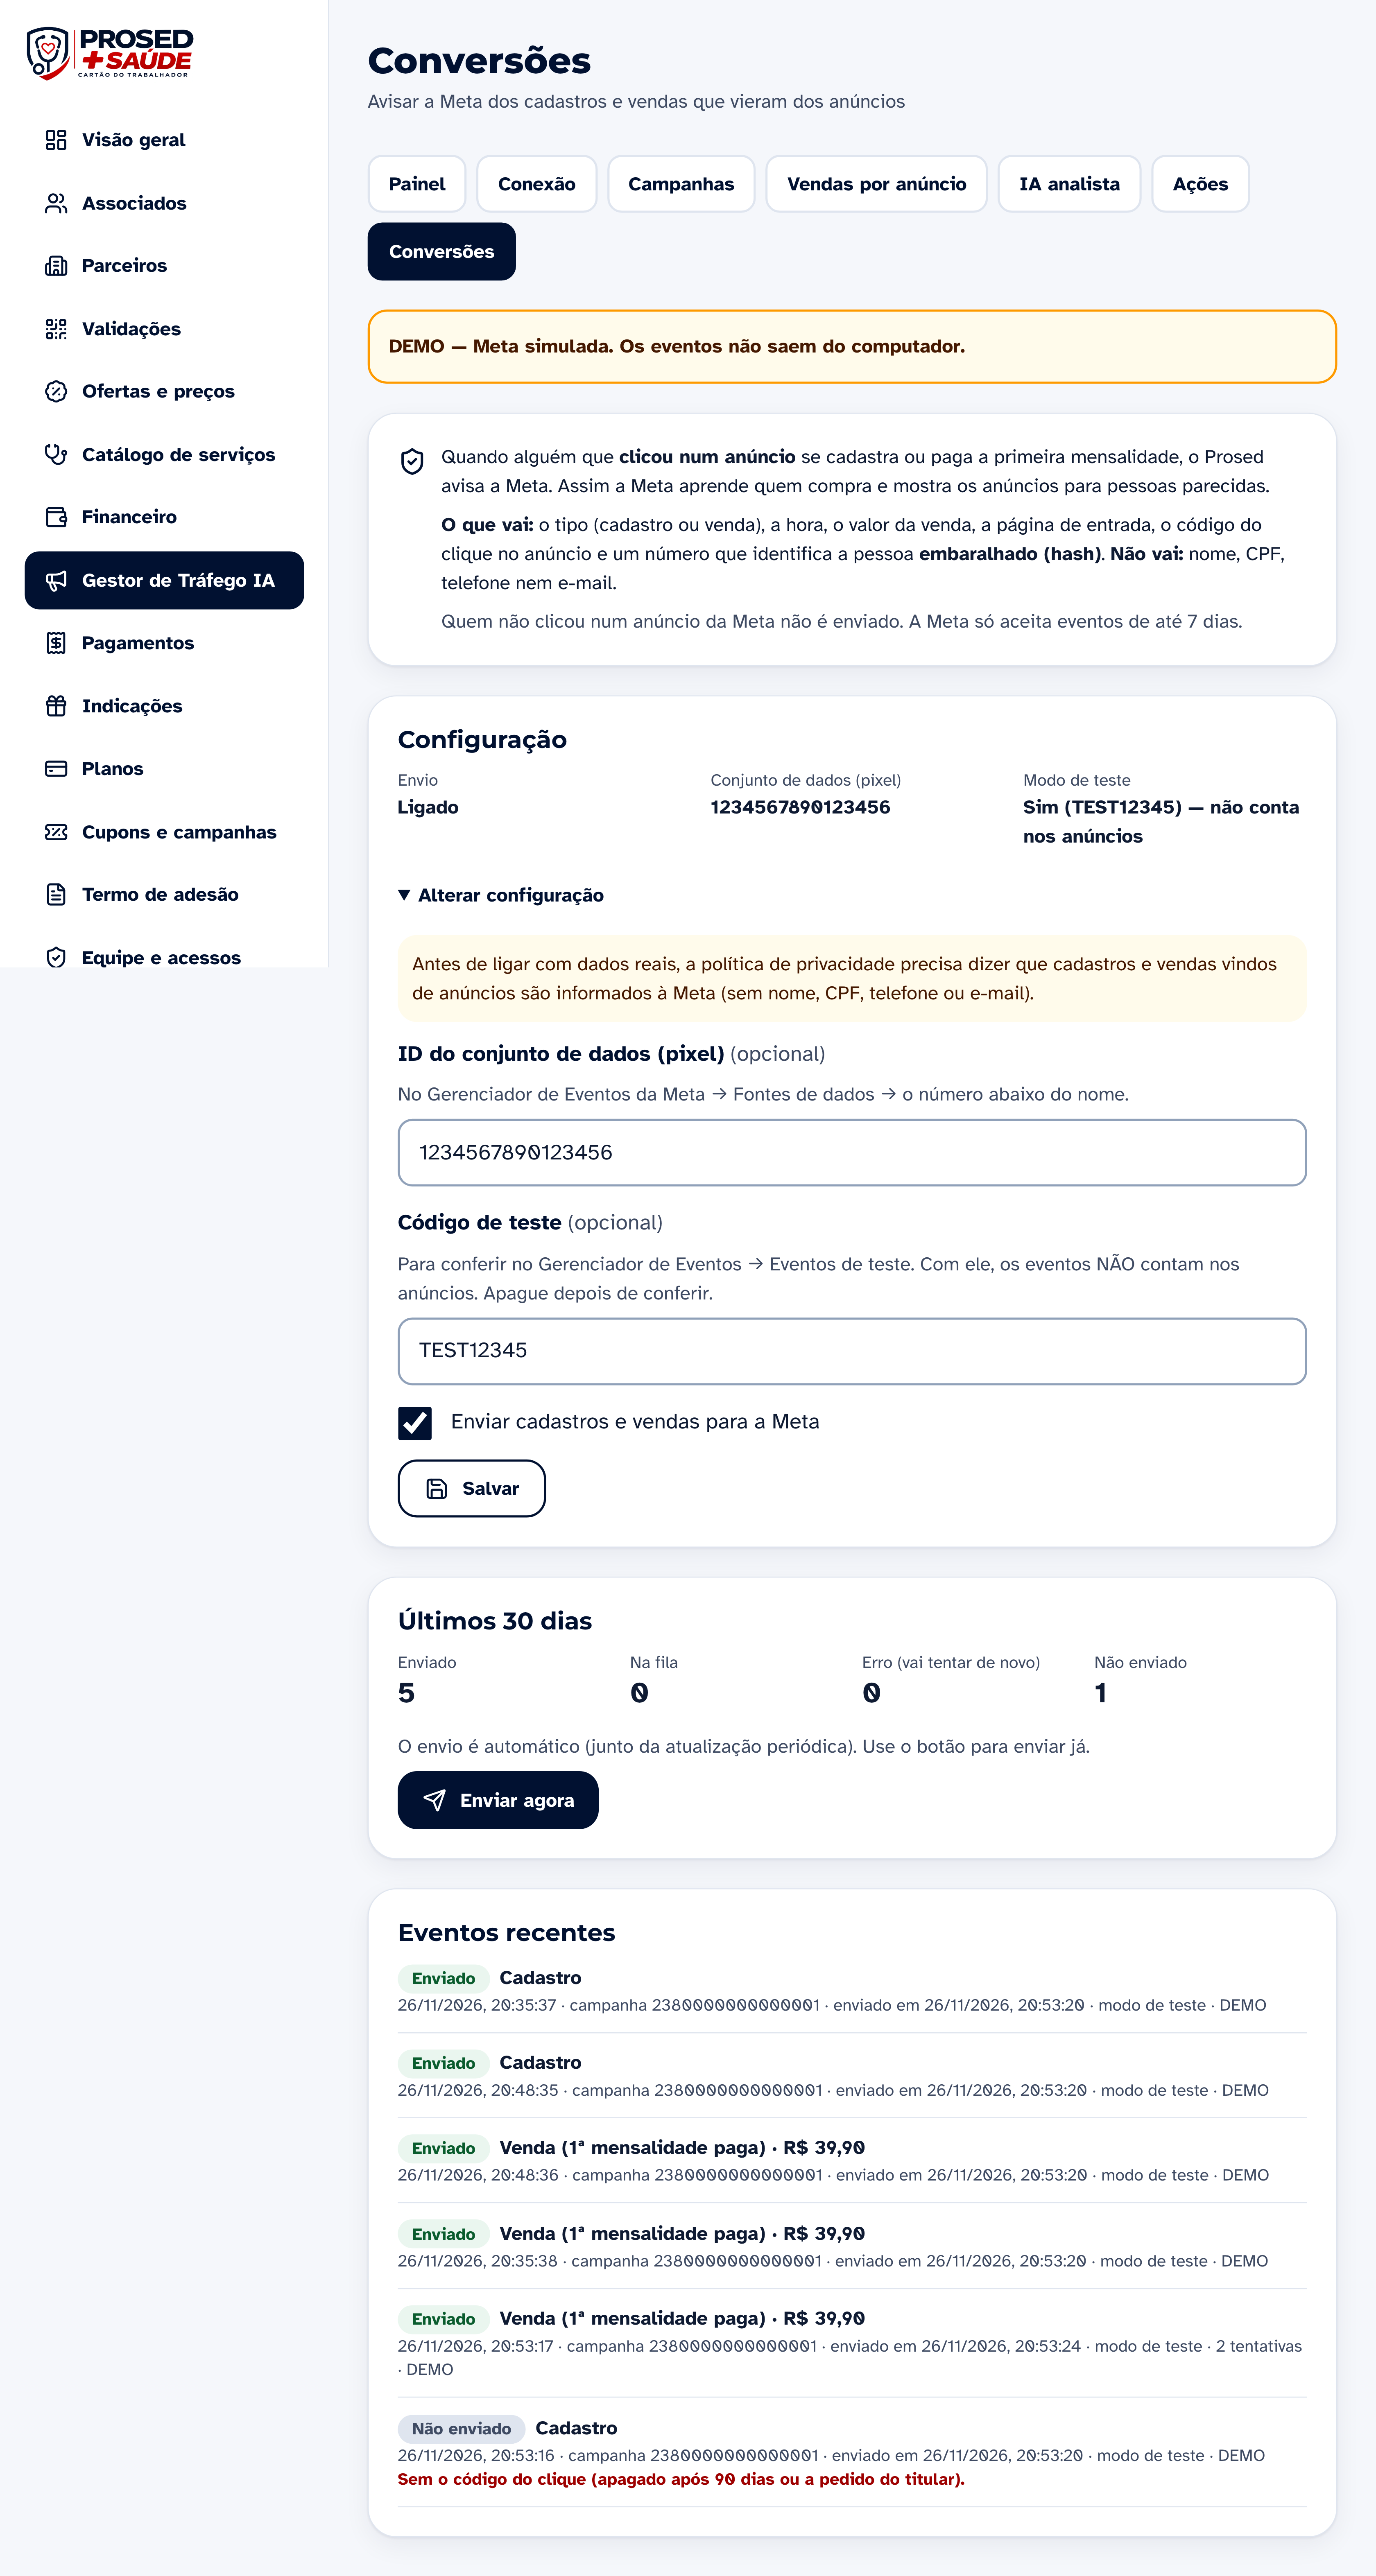 PROSED
+SAÚDE
CARTÃO DO TRABALHADOR
Visão geral
Associados
Parceiros
Validações
Ofertas e preços
Catálogo de serviços
Financeiro
Gestor de Tráfego IA
Pagamentos
Indicações
Planos
Cupons e campanhas
Termo de adesão
Equipe e acessos
Conversões
Avisar a Meta dos cadastros e vendas que vieram dos anúncios
Painel
Conexão
Campanhas
Vendas por anúncio
IA analista
Ações
Conversões
DEMO — Meta simulada. Os eventos não saem do computador.
Quando alguém que clicou num anúncio se cadastra ou paga a primeira mensalidade, o Prosed
avisa a Meta. Assim a Meta aprende quem compra e mostra os anúncios para pessoas parecidas.
O que vai: o tipo (cadastro ou venda), a hora, o valor da venda, a página de entrada, o código do
clique no anúncio e um número que identifica a pessoa embaralhado (hash). Não vai: nome, CPF,
telefone nem e-mail.
Quem não clicou num anúncio da Meta não é enviado. A Meta só aceita eventos de até 7 dias.
Configuração
Envio
Ligado
Conjunto de dados (pixel)
1234567890123456
Modo de teste
Sim (TEST12345) — não conta
nos anúncios
▼ Alterar configuração
Antes de ligar com dados reais, a política de privacidade precisa dizer que cadastros e vendas vindos
de anúncios são informados à Meta (sem nome, CPF, telefone ou e-mail).
ID do conjunto de dados (pixel) (opcional)
No Gerenciador de Eventos da Meta → Fontes de dados → o número abaixo do nome.
1234567890123456
Código de teste (opcional)
Para conferir no Gerenciador de Eventos → Eventos de teste. Com ele, os eventos NÃO contam nos
anúncios. Apague depois de conferir.
TEST12345
Enviar cadastros e vendas para a Meta
Salvar
Últimos 30 dias
Enviado
5
Na fila
0
Erro (vai tentar de novo)
0
Não enviado
1
O envio é automático (junto da atualização periódica). Use o botão para enviar já.
Enviar agora
Eventos recentes
Enviado Cadastro
26/11/2026, 20:35:37 · campanha 2380000000000001 · enviado em 26/11/2026, 20:53:20 · modo de teste · DEMO
Enviado Cadastro
26/11/2026, 20:48:35 · campanha 2380000000000001 · enviado em 26/11/2026, 20:53:20 · modo de teste · DEMO
Enviado Venda (1ª mensalidade paga) · R$ 39,90
26/11/2026, 20:48:36 · campanha 2380000000000001 · enviado em 26/11/2026, 20:53:20 · modo de teste · DEMO
Enviado Venda (1ª mensalidade paga) · R$ 39,90
26/11/2026, 20:35:38 · campanha 2380000000000001 · enviado em 26/11/2026, 20:53:20 · modo de teste · DEMO
Enviado Venda (1ª mensalidade paga) · R$ 39,90
26/11/2026, 20:53:17 · campanha 2380000000000001 · enviado em 26/11/2026, 20:53:24 · modo de teste · 2 tentativas
· DEMO
Não enviado Cadastro
26/11/2026, 20:53:16 · campanha 2380000000000001 · enviado em 26/11/2026, 20:53:20 · modo de teste · DEMO
Sem o código do clique (apagado após 90 dias ou a pedido do titular).